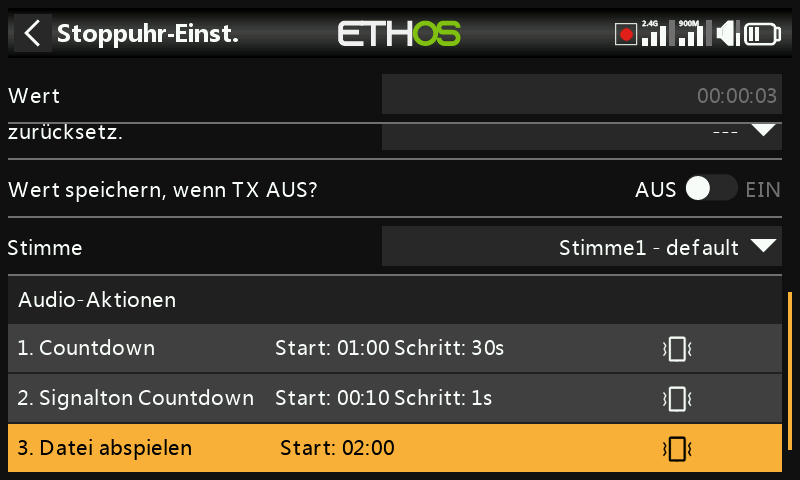 Stoppuhr-Einst.
ETHOS
2.4G
900M
Wert
00:00:03
zurücksetz.
---
Wert speichern, wenn TX AUS?
AUS
EIN
Stimme
Stimme1 - default
Audio-Aktionen
1. Countdown Start: 01:00 Schritt: 30s
2. Signalton Countdown Start: 00:10 Schritt: 1s
3. Datei abspielen Start: 02:00